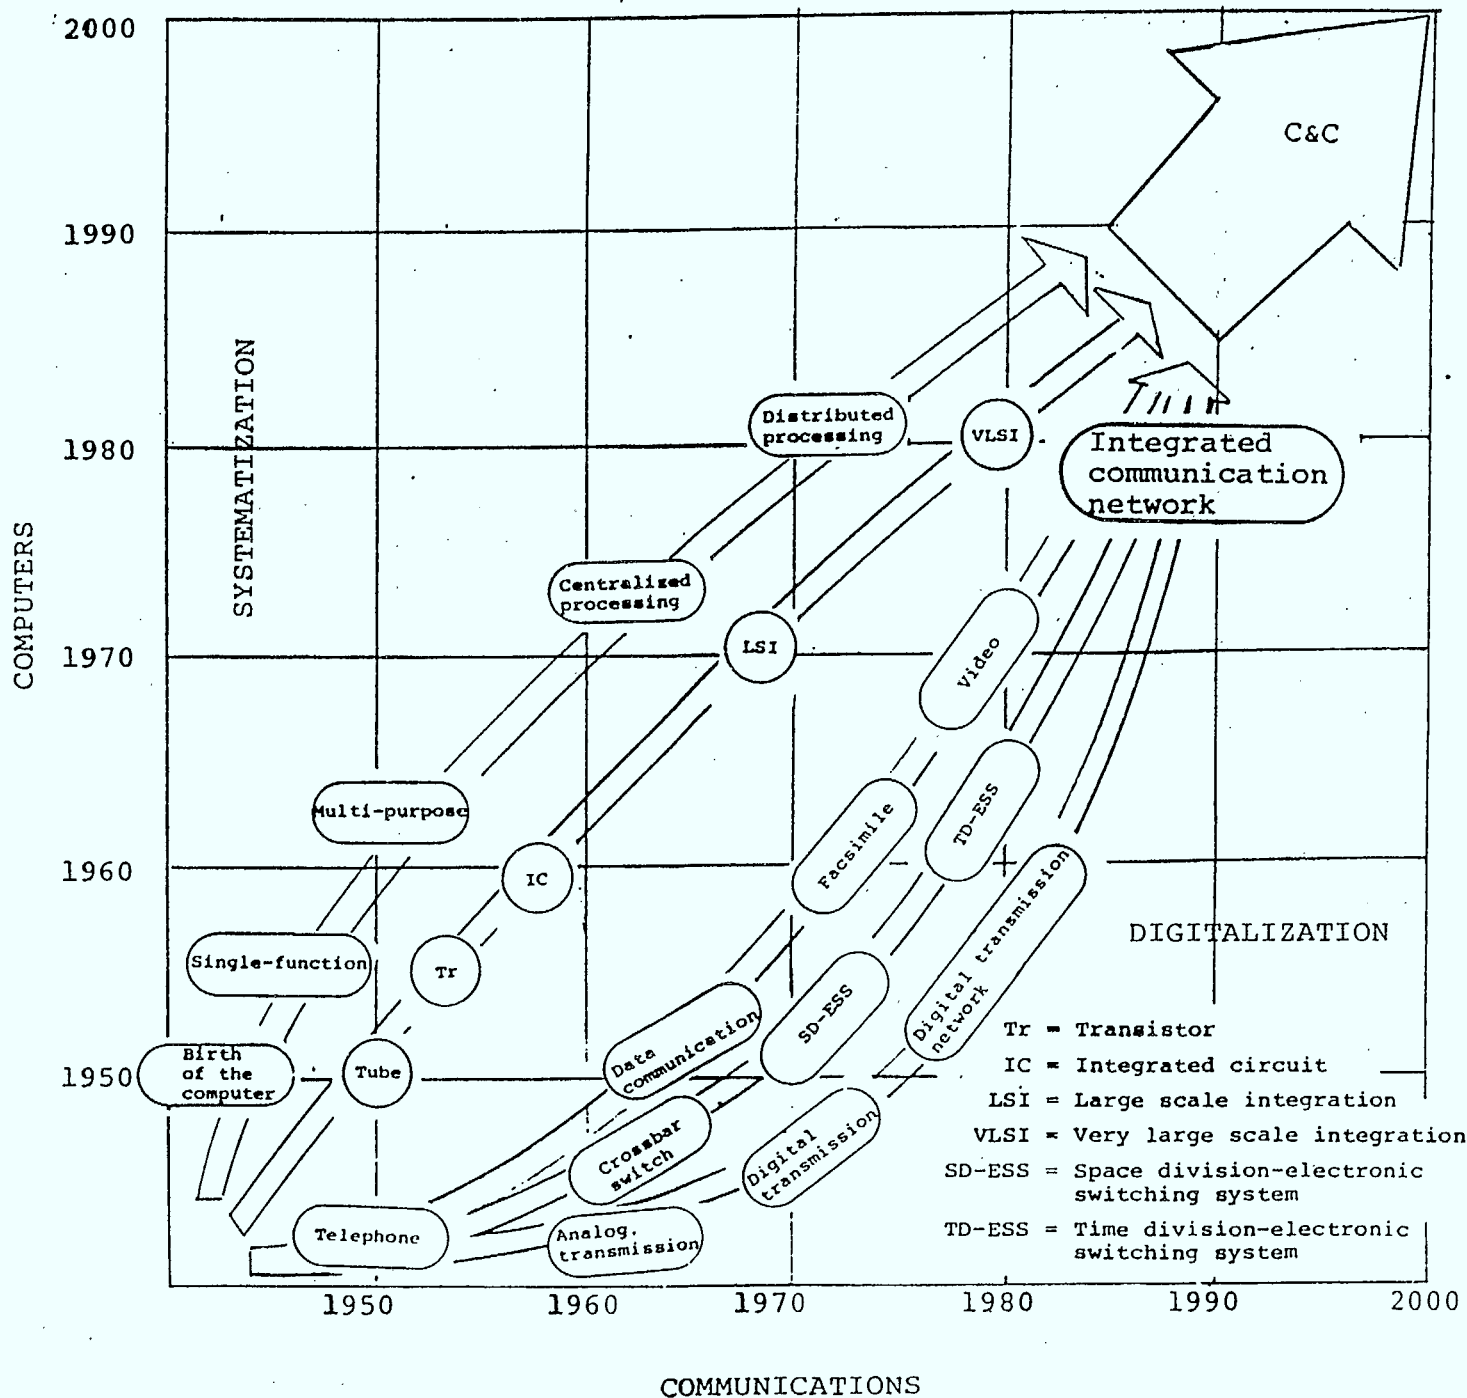 2000
C&C
1990
SYSTEMATIZATION
Distributed
processing
VLSI
1980
Integrated
communication
network
COMPUTERS
Centralized
processing
LSI
1970
Video
Multi-purpose
Facsimile
TD-ESS
1960
IC
DIGITALIZATION
Single-function
Tr
SD-ESS
Digital transmission
network
Birth
of the
computer
1950
Tube
Data
communication
Crossbar
switch
Digital
transmission
Telephone
Analog.
transmission
Tr = Transistor
IC = Integrated circuit
LSI = Large scale integration
VLSI = Very large scale integration
SD-ESS = Space division-electronic
switching system
TD-ESS = Time division-electronic
switching system
1950
1960
1970
1980
1990
2000
COMMUNICATIONS